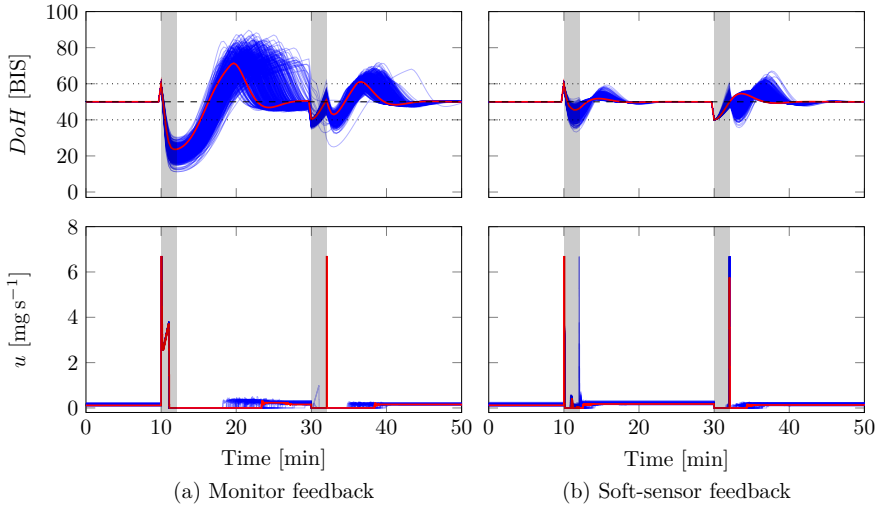 100
80
60
40
20
0
DoH [BIS]
8
6
4
2
0
u [mg s⁻¹]
0 10 20 30 40 50
0 10 20 30 40 50
Time [min]
Time [min]
(a) Monitor feedback
(b) Soft-sensor feedback